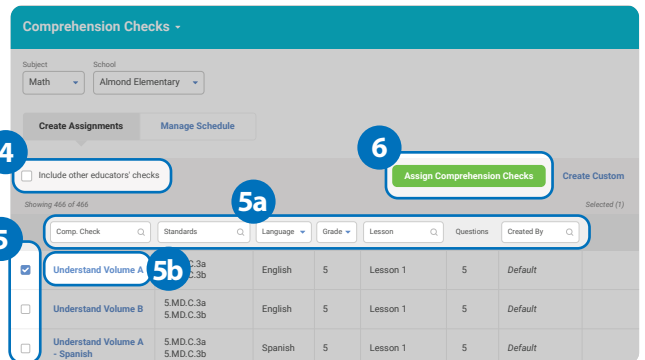 Comprehension Checks
Subject School
Math Almond Elementary
Create Assignments Manage Schedule
4 6
Include other educators' checks Assign Comprehension Checks Create Custom
Showing 466 of 466 5a Selected (1)
5 Comp. Check Standards Language Grade Lesson Questions Created By
Understand Volume A 5b C.3a English 5 Lesson 1 5 Default
C.3b
Understand Volume B 5.MD.C.3a English 5 Lesson 1 5 Default
5.MD.C.3b
Understand Volume A 5.MD.C.3a Spanish 5 Lesson 1 5 Default
- Spanish 5.MD.C.3b